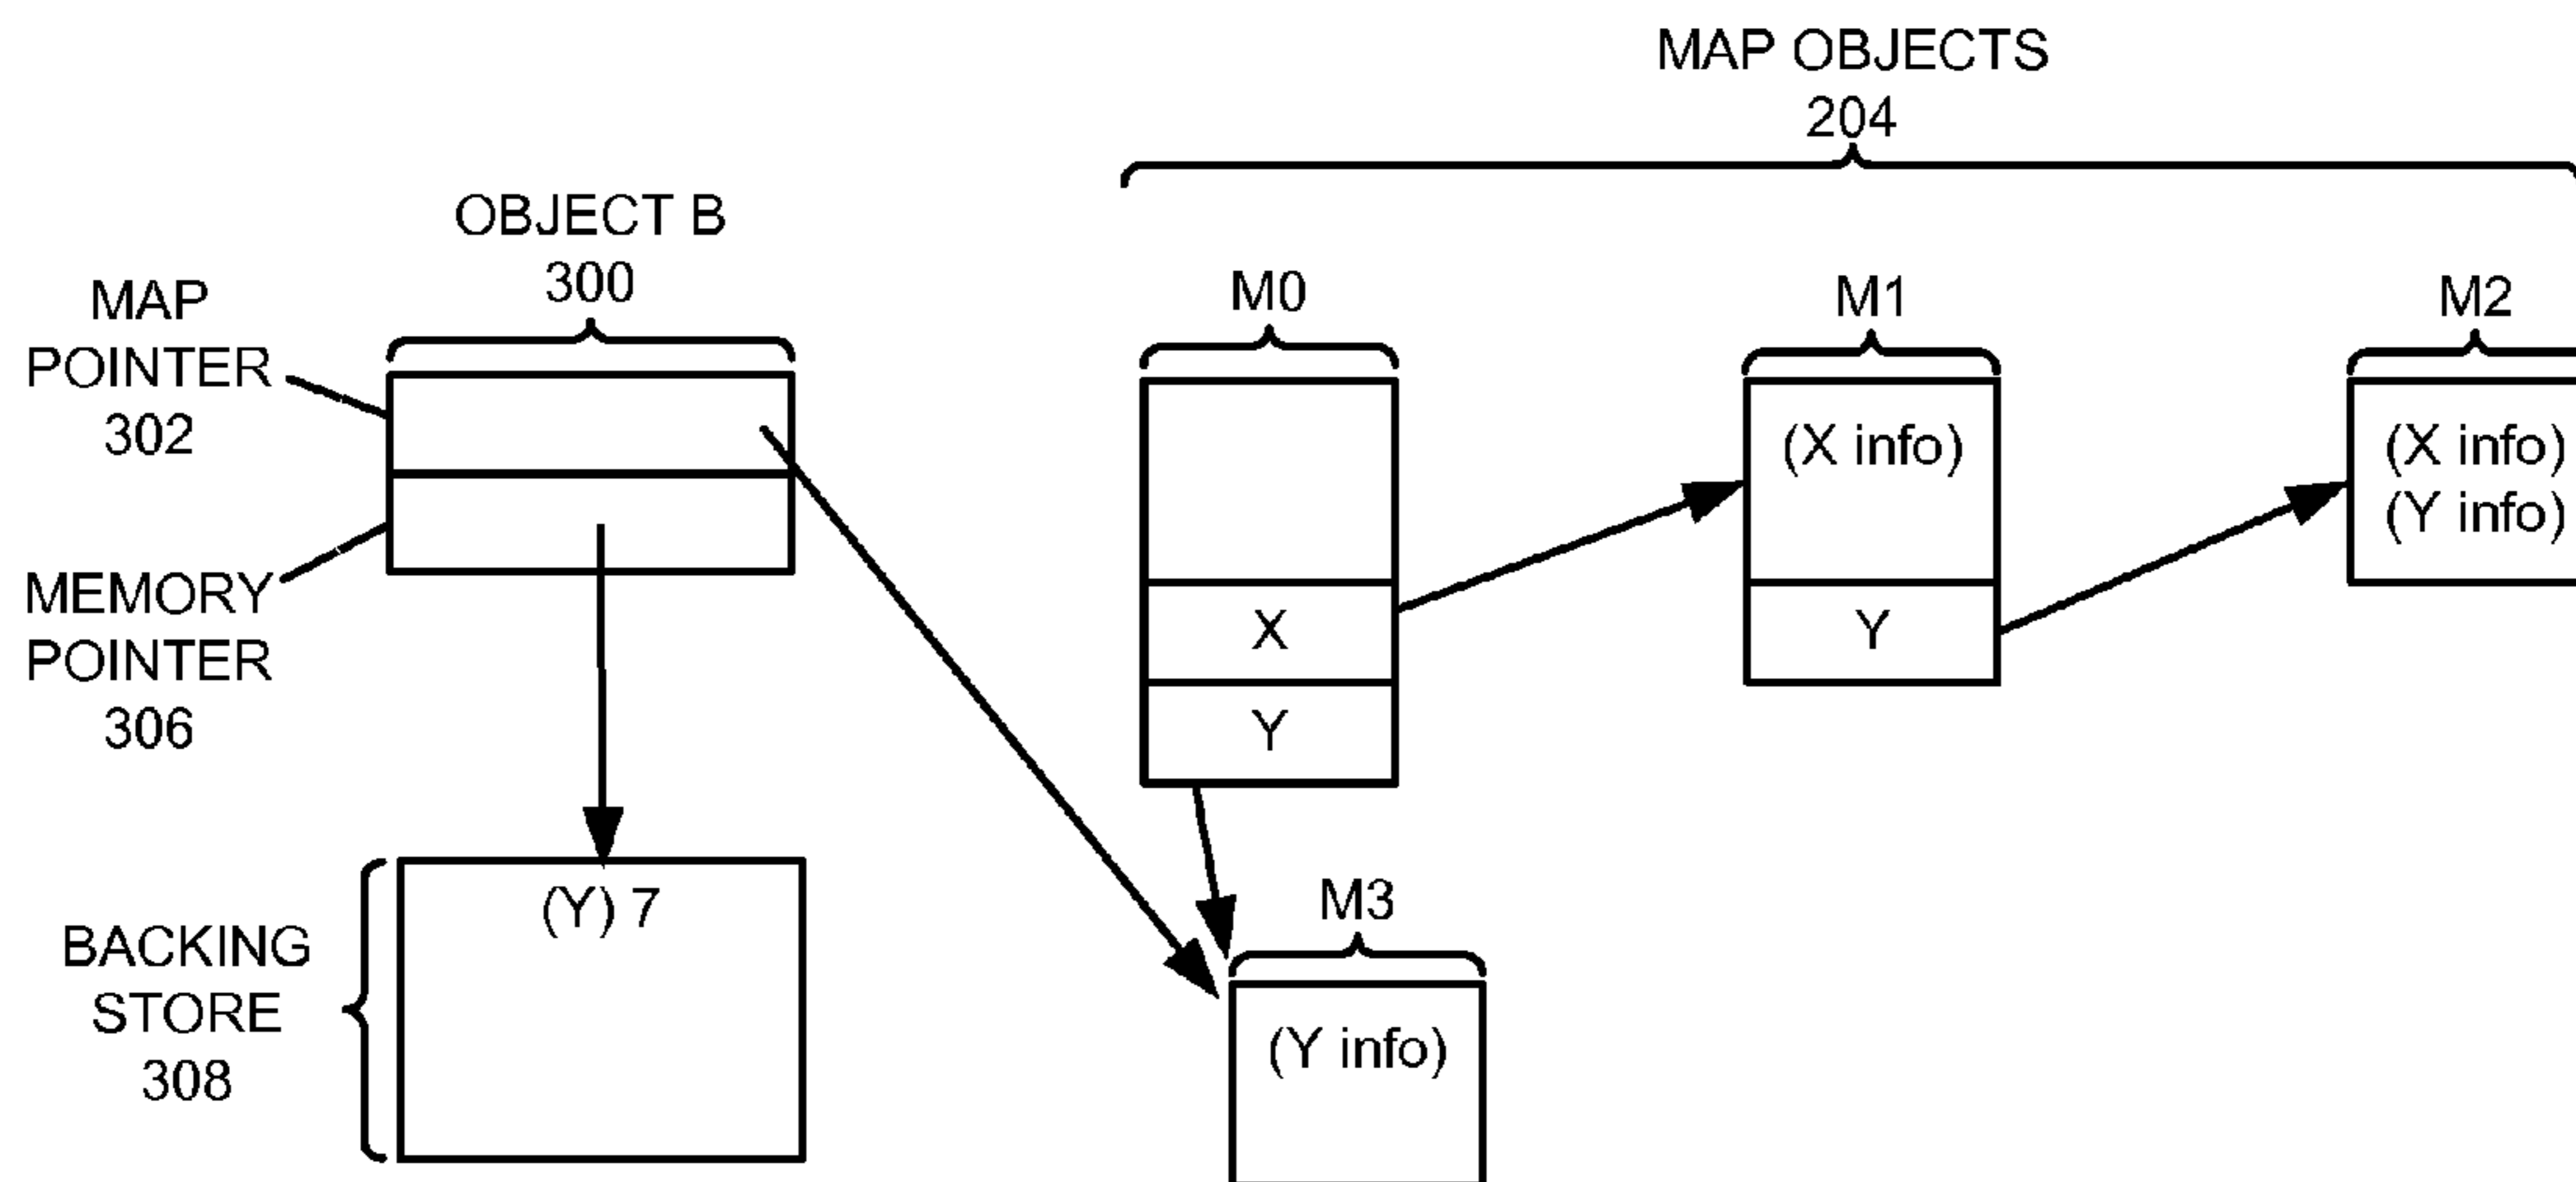 MAP OBJECTS
204
OBJECT B
300
MAP
POINTER
302
MEMORY
POINTER
306
M0
M1
M2
(X info)
(X info)
(Y info)
X
Y
Y
BACKING
STORE
308
(Y) 7
M3
(Y info)